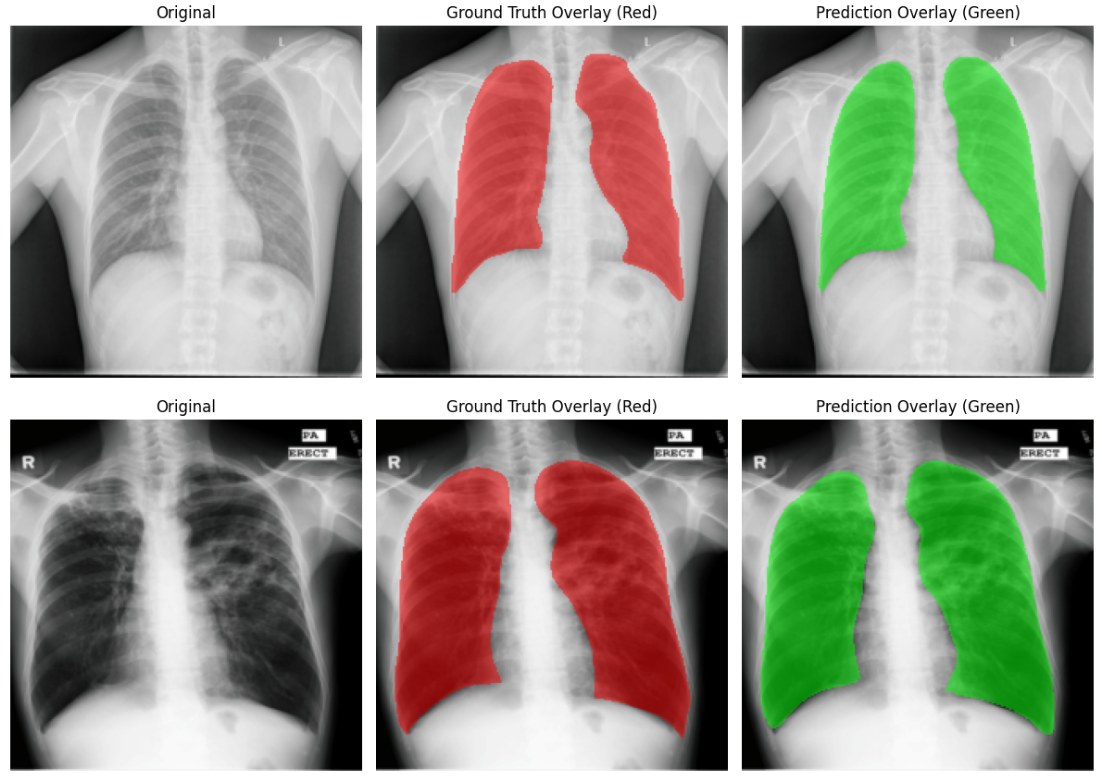 Original
Ground Truth Overlay (Red)
Prediction Overlay (Green)
L
L
L
Original
Ground Truth Overlay (Red)
Prediction Overlay (Green)
PA
ERECT
R
PA
ERECT
R
PA
ERECT
R